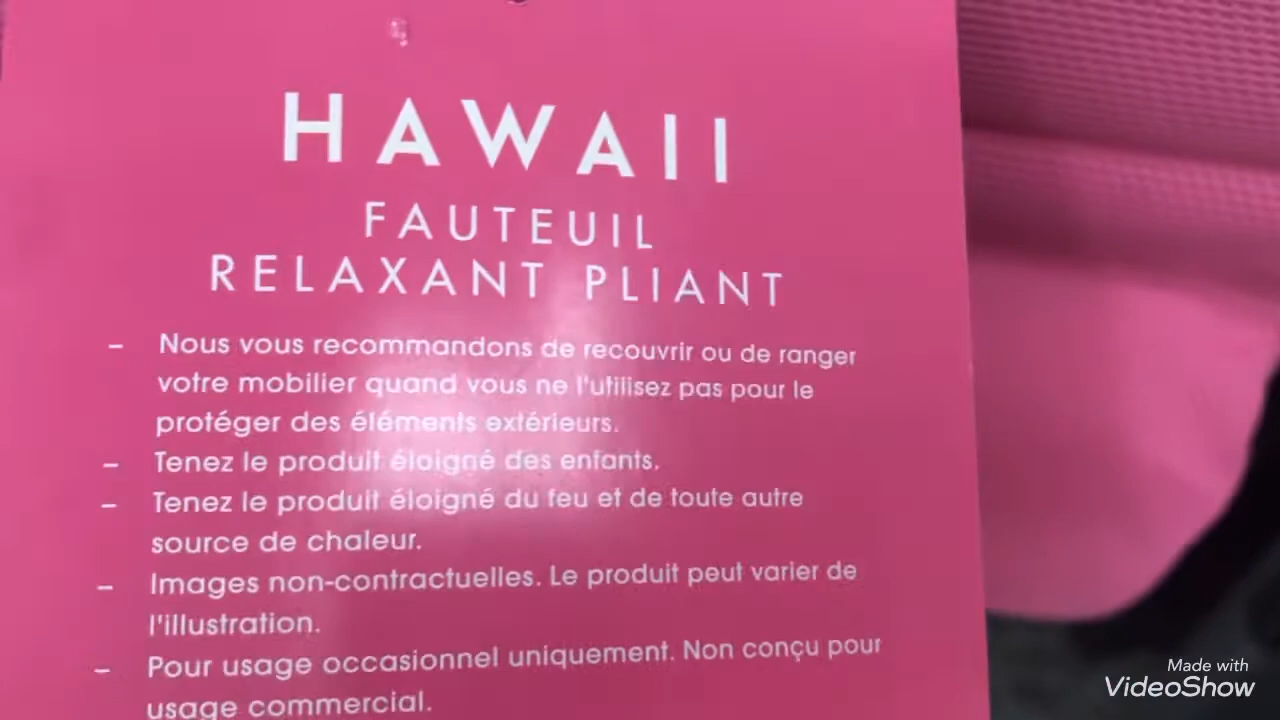 HAWAII
FAUTEUIL
RELAXANT PLIANT
- Nous vous recommandons de recouvrir ou de ranger
votre mobilier quand vous ne l'utilisez pas pour le
protéger des éléments extérieurs.
- Tenez le produit éloigné des enfants.
- Tenez le produit éloigné du feu et de toute autre
source de chaleur.
- Images non-contractuelles. Le produit peut varier de
l'illustration.
- Pour usage occasionnel uniquement. Non conçu pour
usage commercial.
Made with
VideoShow